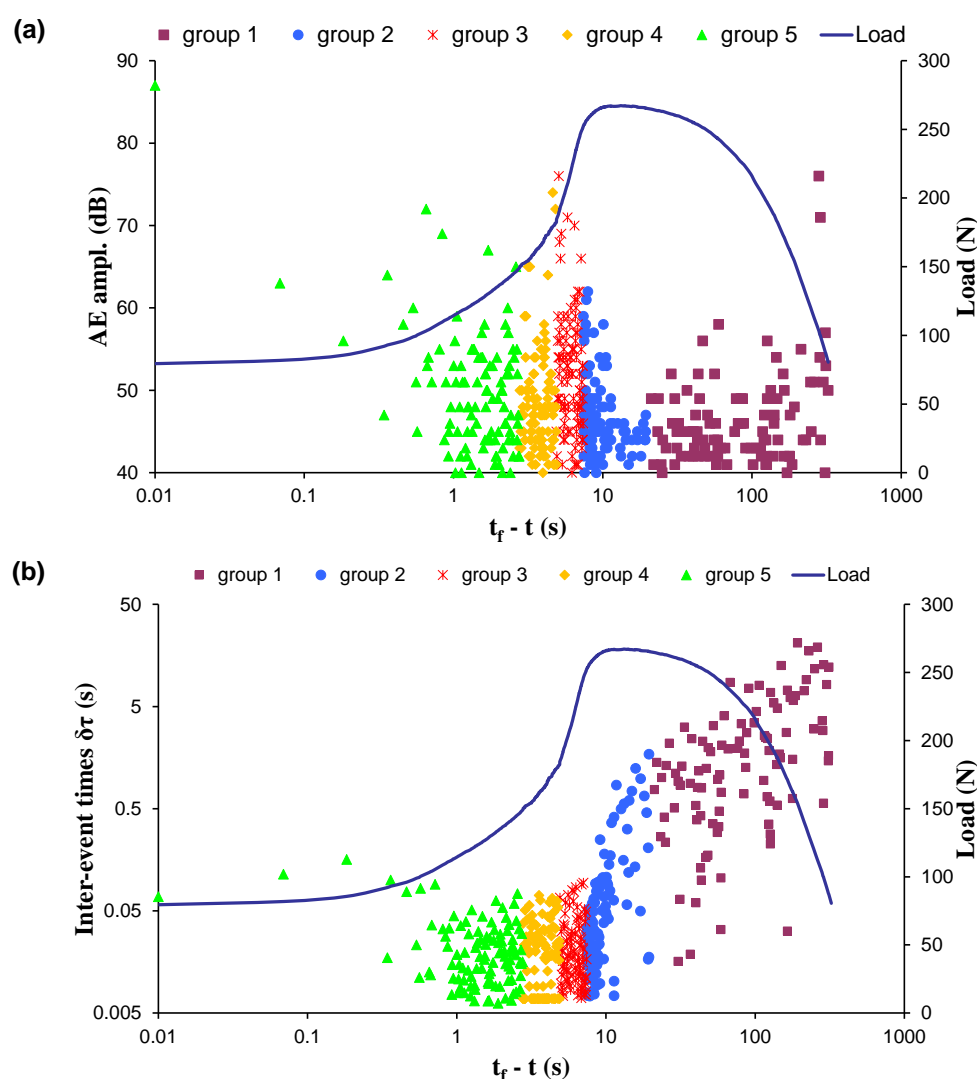 (a)
group 1 group 2 group 3 group 4 group 5 Load
90 300
80 250
70 200
60 150
50 100
50
40 0
AE ampl. (dB)
Load (N)
0.01 0.1 1 10 100 1000
t_f - t (s)
(b)
group 1 group 2 group 3 group 4 group 5 Load
50 300
250
5
200
0.5 150
100
0.05
50
0.005 0
Inter-event times δτ (s)
Load (N)
0.01 0.1 1 10 100 1000
t_f - t (s)